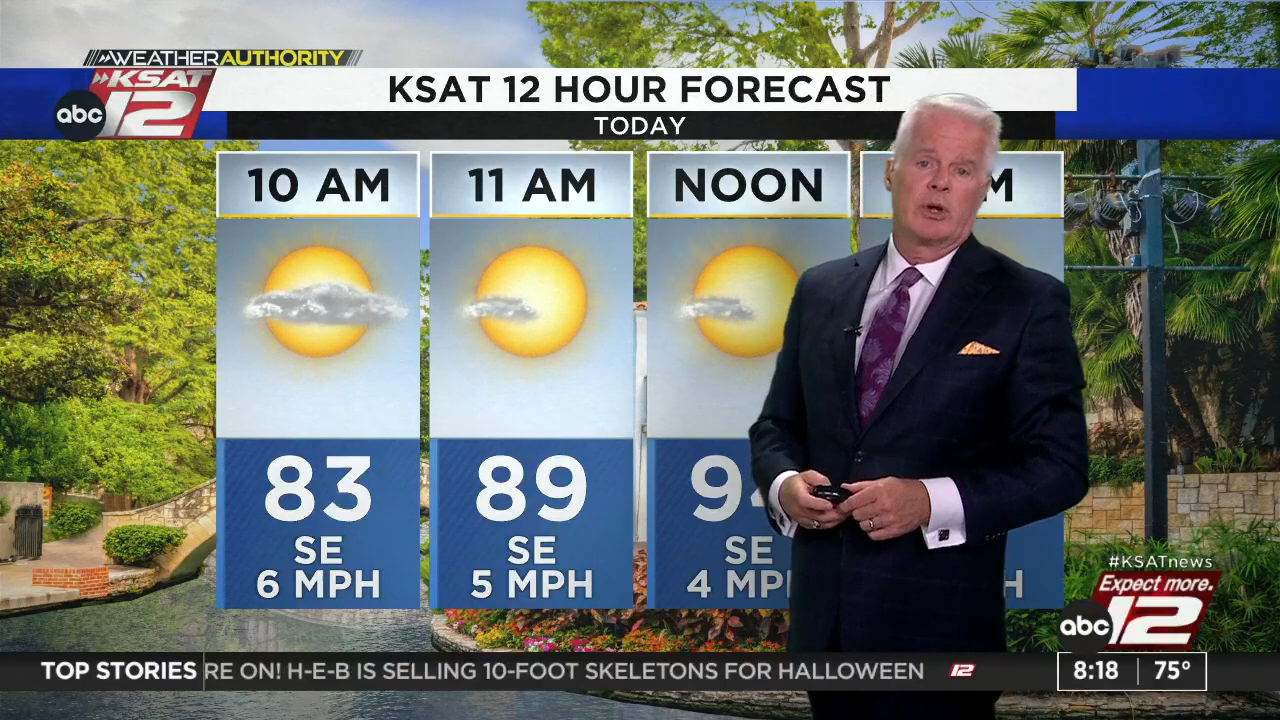 WEATHERAUTHORITY
KSAT
abc 12
KSAT 12 HOUR FORECAST
TODAY
10 AM
11 AM
NOON
83
89
SE
SE
SE
6 MPH
5 MPH
4
#KSATnews
Expect more.
abc 12
TOP STORIES
RE ON! H-E-B IS SELLING 10-FOOT SKELETONS FOR HALLOWEEN
12
8:18
75°